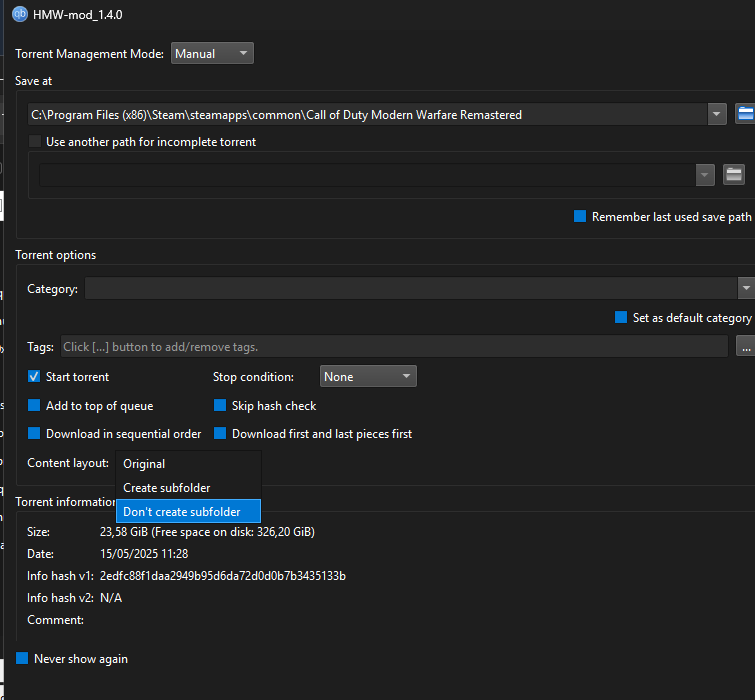 HMW-mod_1.4.0
Torrent Management Mode: Manual
Save at
C:\Program Files (x86)\Steam\steamapps\common\Call of Duty Modern Warfare Remastered
Use another path for incomplete torrent
Remember last used save path
Torrent options
Category:
Set as default category
Tags: Click [...] button to add/remove tags. ...
Start torrent Stop condition: None
Add to top of queue Skip hash check
Download in sequential order Download first and last pieces first
Content layout: Original
Create subfolder
Torrent information
Don't create subfolder
Size: 23,58 GiB (Free space on disk: 326,20 GiB)
Date: 15/05/2025 11:28
Info hash v1: 2edfc88f1daa2949b95d6da72d0d0b7b3435133b
Info hash v2: N/A
Comment:
Never show again